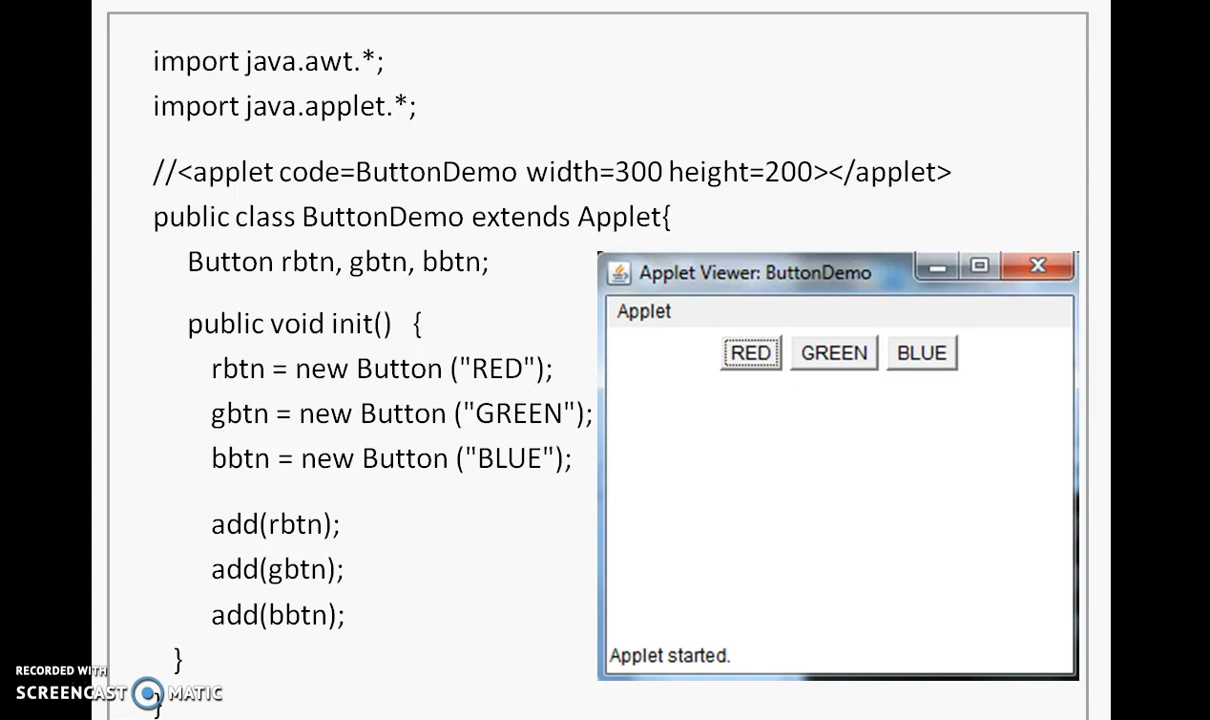 import java.awt.*;
import java.applet.*;
//<applet code=ButtonDemo width=300 height=200></applet>
public class ButtonDemo extends Applet{
Button rbtn, gbtn, bbtn;
public void init()   {
rbtn = new Button ("RED");
gbtn = new Button ("GREEN");
bbtn = new Button ("BLUE");
add(rbtn);
add(gbtn);
add(bbtn);
}
}
Applet Viewer: ButtonDemo
Applet
RED GREEN BLUE
Applet started.
RECORDED WITH
SCREENCAST MATIC